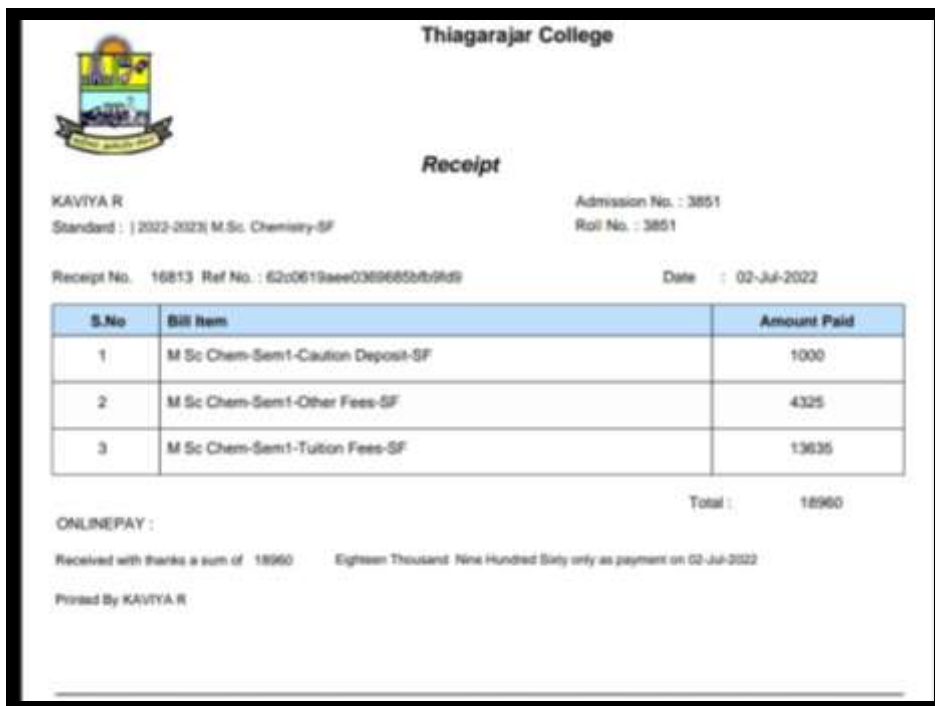 Thiagarajar College
Receipt
KAVIYA R
Admission No. : 3851
Standard : | 2022-2023| M.Sc. Chemistry-SF
Roll No. : 3851
Receipt No. 16813 Ref No. : 62c0619aee0369685bfb9fd9 Date : 02-Jul-2022
S.No Bill Item Amount Paid
1 M Sc Chem-Sem1-Caution Deposit-SF 1000
2 M Sc Chem-Sem1-Other Fees-SF 4325
3 M Sc Chem-Sem1-Tuition Fees-SF 13635
Total : 18960
ONLINEPAY :
Received with thanks a sum of 18960 Eighteen Thousand Nine Hundred Sixty only as payment on 02-Jul-2022
Printed By KAVIYA R